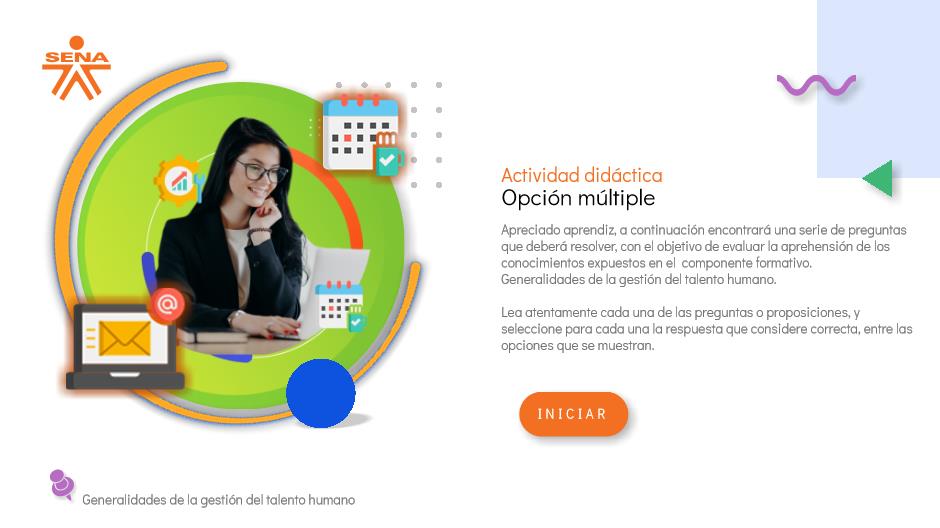 SENA
Actividad didáctica
Opción múltiple
Apreciado aprendiz, a continuación encontrará una serie de preguntas
que deberá resolver, con el objetivo de evaluar la aprehensión de los
conocimientos expuestos en el componente formativo.
Generalidades de la gestión del talento humano.
Lea atentamente cada una de las preguntas o proposiciones, y
seleccione para cada una la respuesta que considere correcta, entre las
opciones que se muestran.
INICIAR
@
Generalidades de la gestión del talento humano